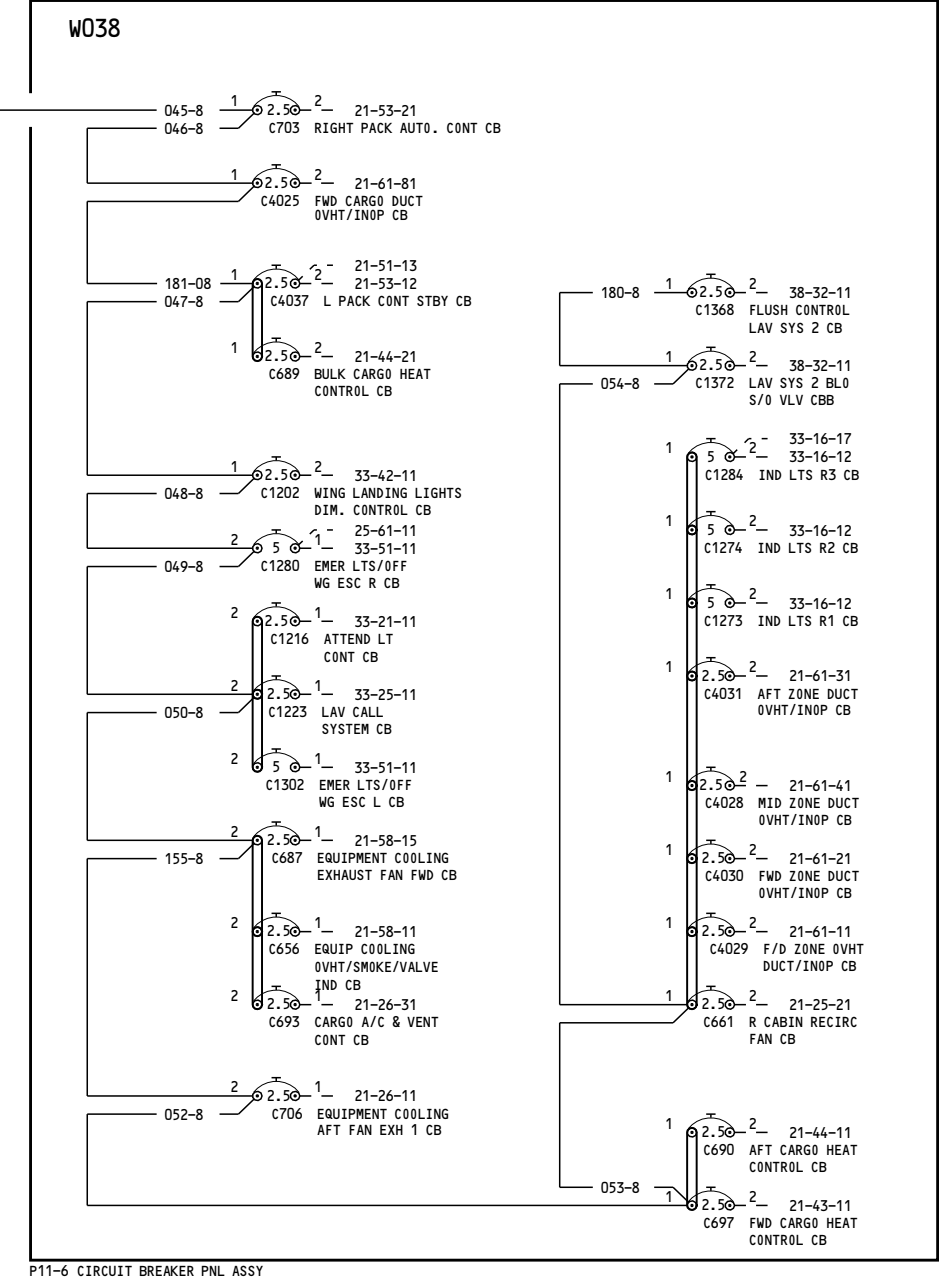 W038
045-8 1 2.5 2 21-53-21
046-8 C703 RIGHT PACK AUTO. CONT CB
1 2.5 2 21-61-81
C4025 FWD CARGO DUCT
OVHT/INOP CB
21-51-13
181-08 1 2.5 2 21-53-12
047-8 C4037 L PACK CONT STBY CB
1 2.5 2 21-44-21
C689 BULK CARGO HEAT
CONTROL CB
1 2.5 2 33-42-11
048-8 C1202 WING LANDING LIGHTS
DIM. CONTROL CB
25-61-11
2 5 1 33-51-11
049-8 C1280 EMER LTS/OFF
WG ESC R CB
2 2.5 1 33-21-11
C1216 ATTEND LT
CONT CB
2 2.5 1 33-25-11
050-8 C1223 LAV CALL
SYSTEM CB
2 5 1 33-51-11
C1302 EMER LTS/OFF
WG ESC L CB
2 2.5 1 21-58-15
155-8 C687 EQUIPMENT COOLING
EXHAUST FAN FWD CB
2 2.5 1 21-58-11
C656 EQUIP COOLING
OVHT/SMOKE/VALVE
IND CB
2 2.5 1 21-26-31
C693 CARGO A/C & VENT
CONT CB
2 2.5 1 21-26-11
052-8 C706 EQUIPMENT COOLING
AFT FAN EXH 1 CB
180-8 1 2.5 2 38-32-11
C1368 FLUSH CONTROL
LAV SYS 2 CB
1 2.5 2 38-32-11
054-8 C1372 LAV SYS 2 BLO
S/O VLV CBB
33-16-17
1 5 2 33-16-12
C1284 IND LTS R3 CB
1 5 2 33-16-12
C1274 IND LTS R2 CB
1 5 2 33-16-12
C1273 IND LTS R1 CB
1 2.5 2 21-61-31
C4031 AFT ZONE DUCT
OVHT/INOP CB
1 2.5 2 21-61-41
C4028 MID ZONE DUCT
OVHT/INOP CB
1 2.5 2 21-61-21
C4030 FWD ZONE DUCT
OVHT/INOP CB
1 2.5 2 21-61-11
C4029 F/D ZONE OVHT
DUCT/INOP CB
1 2.5 2 21-25-21
C661 R CABIN RECIRC
FAN CB
1 2.5 2 21-44-11
C690 AFT CARGO HEAT
CONTROL CB
053-8 1 2.5 2 21-43-11
C697 FWD CARGO HEAT
CONTROL CB
P11-6 CIRCUIT BREAKER PNL ASSY